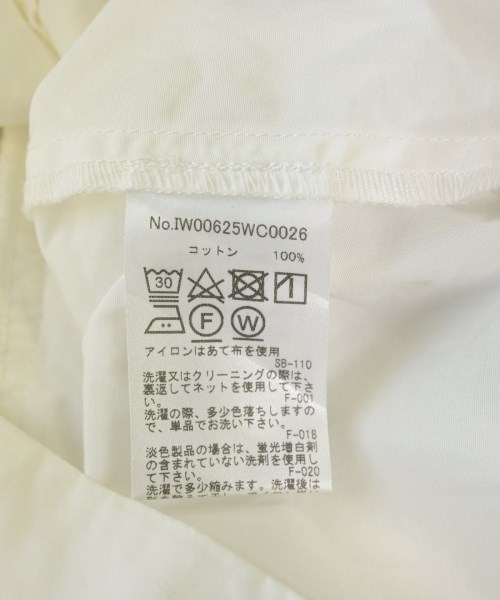 No.IW00625WC0026
コットン 100%
30
F W
アイロンはあて布を使用
SB-110
洗濯又はクリーニングの際は、
裏返してネットを使用して下さ
い。 F-001
洗濯の際、多少色落ちしますの
で、単品でお洗い下さい。
F-018
淡色製品の場合は、蛍光増白剤
の含まれていない洗剤を使用し
て下さい。 F-020
洗濯で多少縮みます。洗濯後は